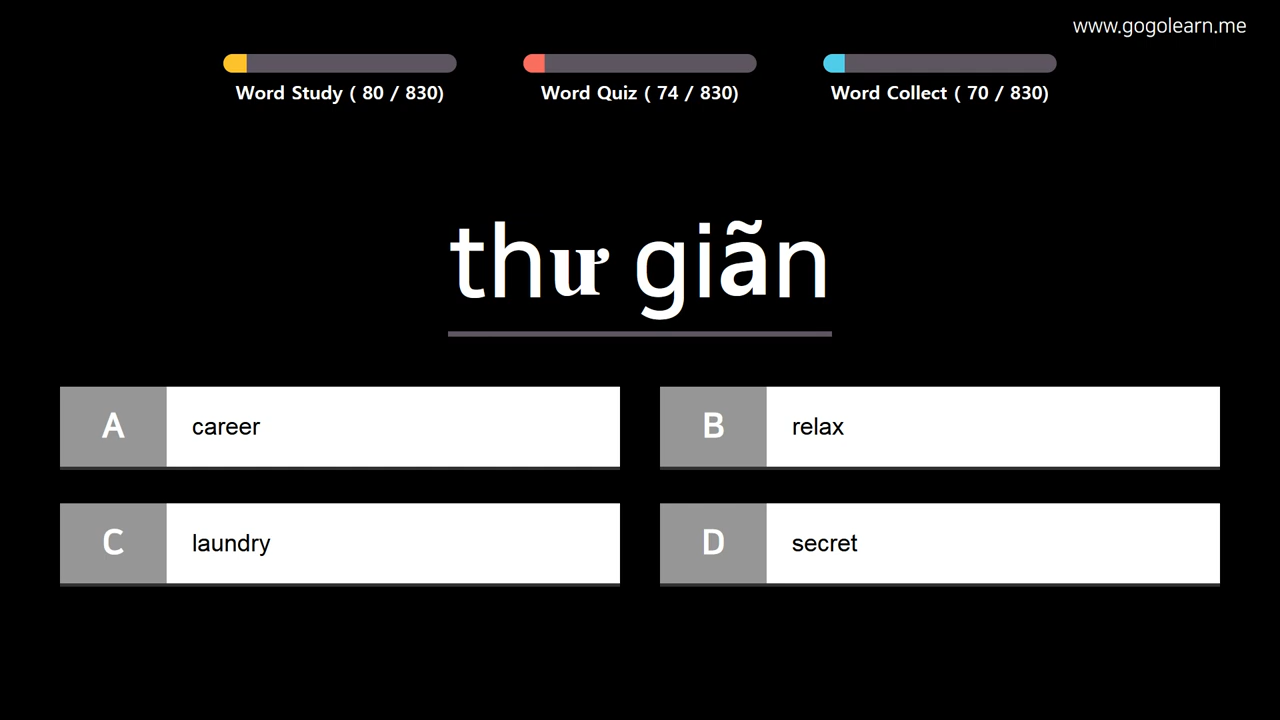 www.gogolearn.me
Word Study ( 80 / 830)
Word Quiz ( 74 / 830)
Word Collect ( 70 / 830)
thư giãn
A career
B relax
C laundry
D secret